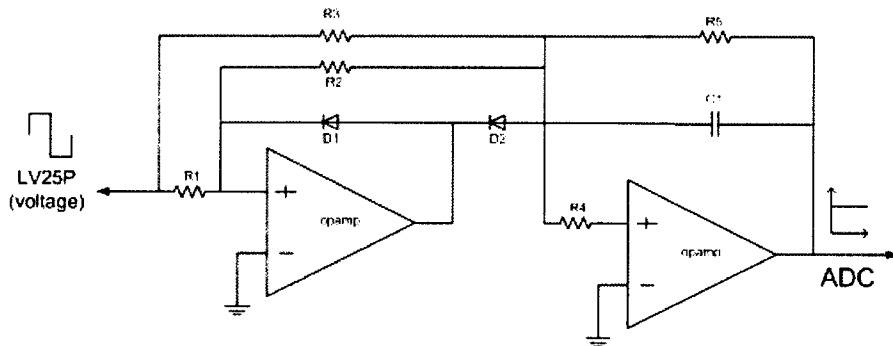 R3
R5
R2
C1
D1
D2
LV25P
(voltage)
R1
+
opamp
−
R4
+
opamp
−
ADC